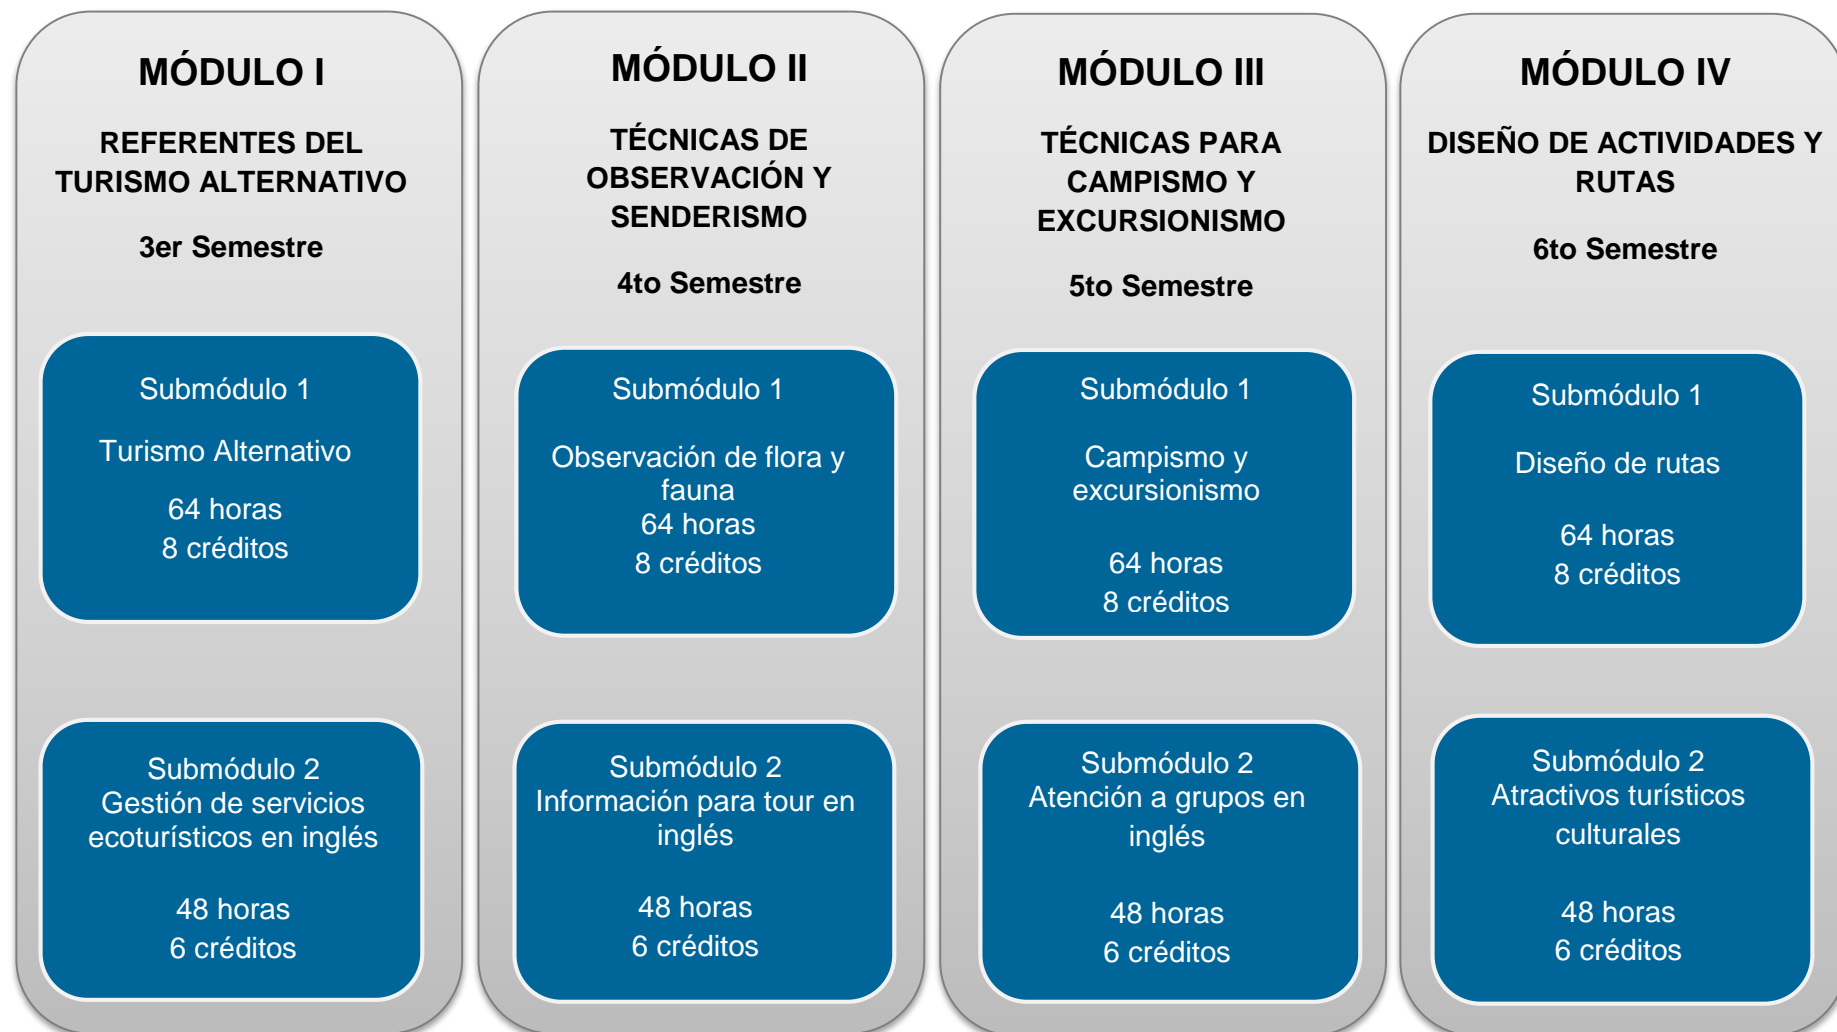 MÓDULO I
REFERENTES DEL
TURISMO ALTERNATIVO
3er Semestre
Submódulo 1
Turismo Alternativo
64 horas
8 créditos
Submódulo 2
Gestión de servicios
ecoturísticos en inglés
48 horas
6 créditos
MÓDULO II
TÉCNICAS DE
OBSERVACIÓN Y
SENDERISMO
4to Semestre
Submódulo 1
Observación de flora y
fauna
64 horas
8 créditos
Submódulo 2
Información para tour en
inglés
48 horas
6 créditos
MÓDULO III
TÉCNICAS PARA
CAMPISMO Y
EXCURSIONISMO
5to Semestre
Submódulo 1
Campismo y
excursionismo
64 horas
8 créditos
Submódulo 2
Atención a grupos en
inglés
48 horas
6 créditos
MÓDULO IV
DISEÑO DE ACTIVIDADES Y
RUTAS
6to Semestre
Submódulo 1
Diseño de rutas
64 horas
8 créditos
Submódulo 2
Atractivos turísticos
culturales
48 horas
6 créditos